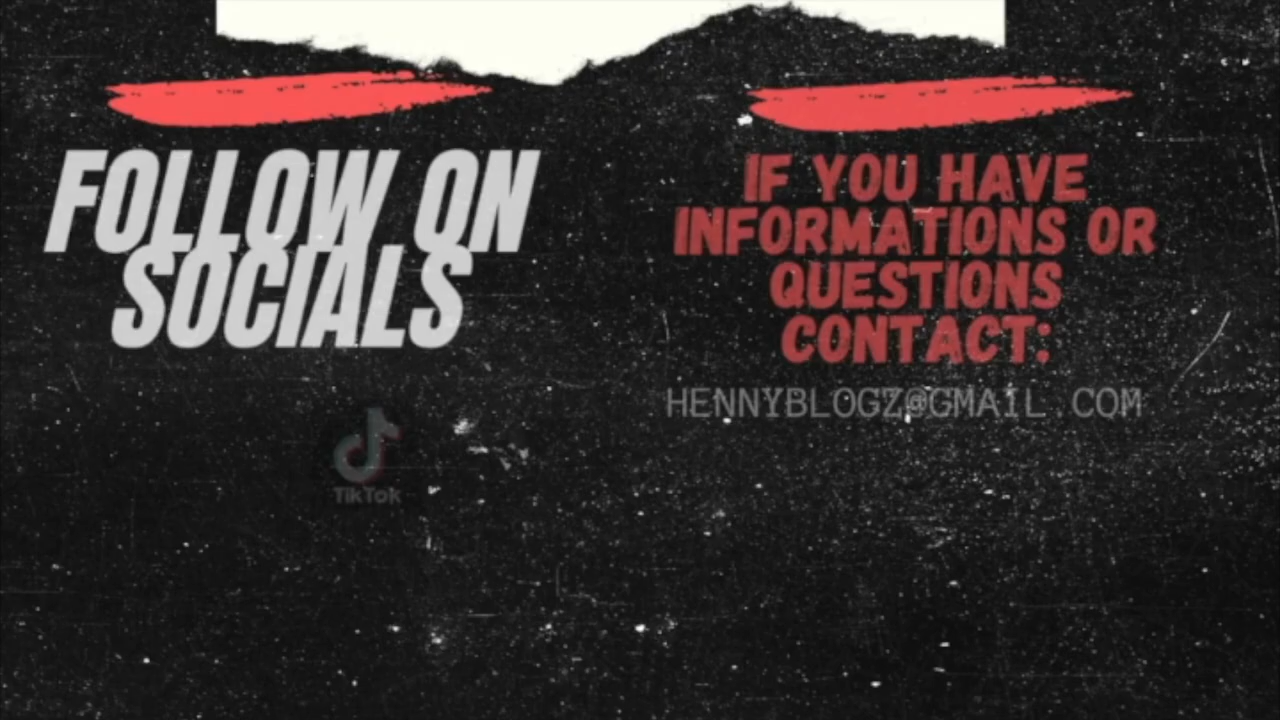 FOLLOW ON
SOCIALS
TikTok
IF YOU HAVE
INFORMATIONS OR
QUESTIONS
CONTACT:
HENNYBLOGZ@GMAIL.COM